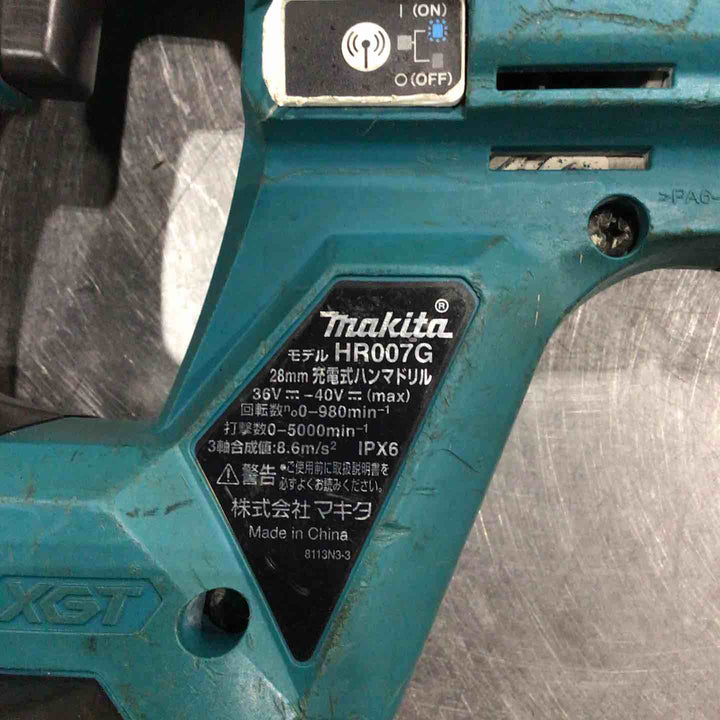 I (ON)
O (OFF)
>PA6-
makita®
モデル HR007G
28mm 充電式ハンマドリル
36V⎓-40V⎓(max)
回転数n₀0-980min⁻¹
打撃数0-5000min⁻¹
3軸合成値:8.6m/s² IPX6
⚠警告 •ご使用前に取扱説明書を
必ずよくお読みください。
株式会社マキタ
Made in China
8113N3-3
XGT